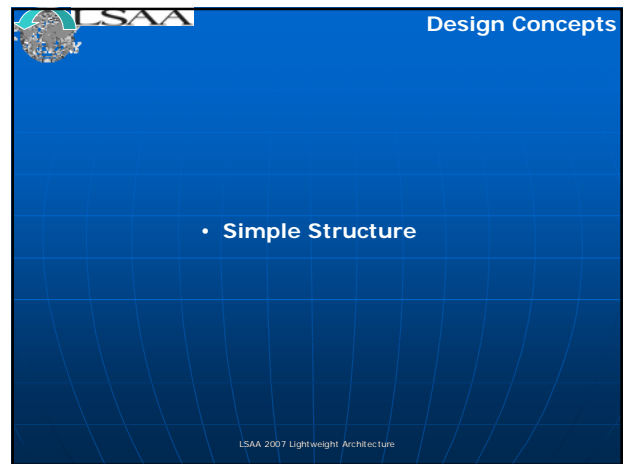 LSAA
Design Concepts
• Simple Structure
LSAA 2007 Lightweight Architecture